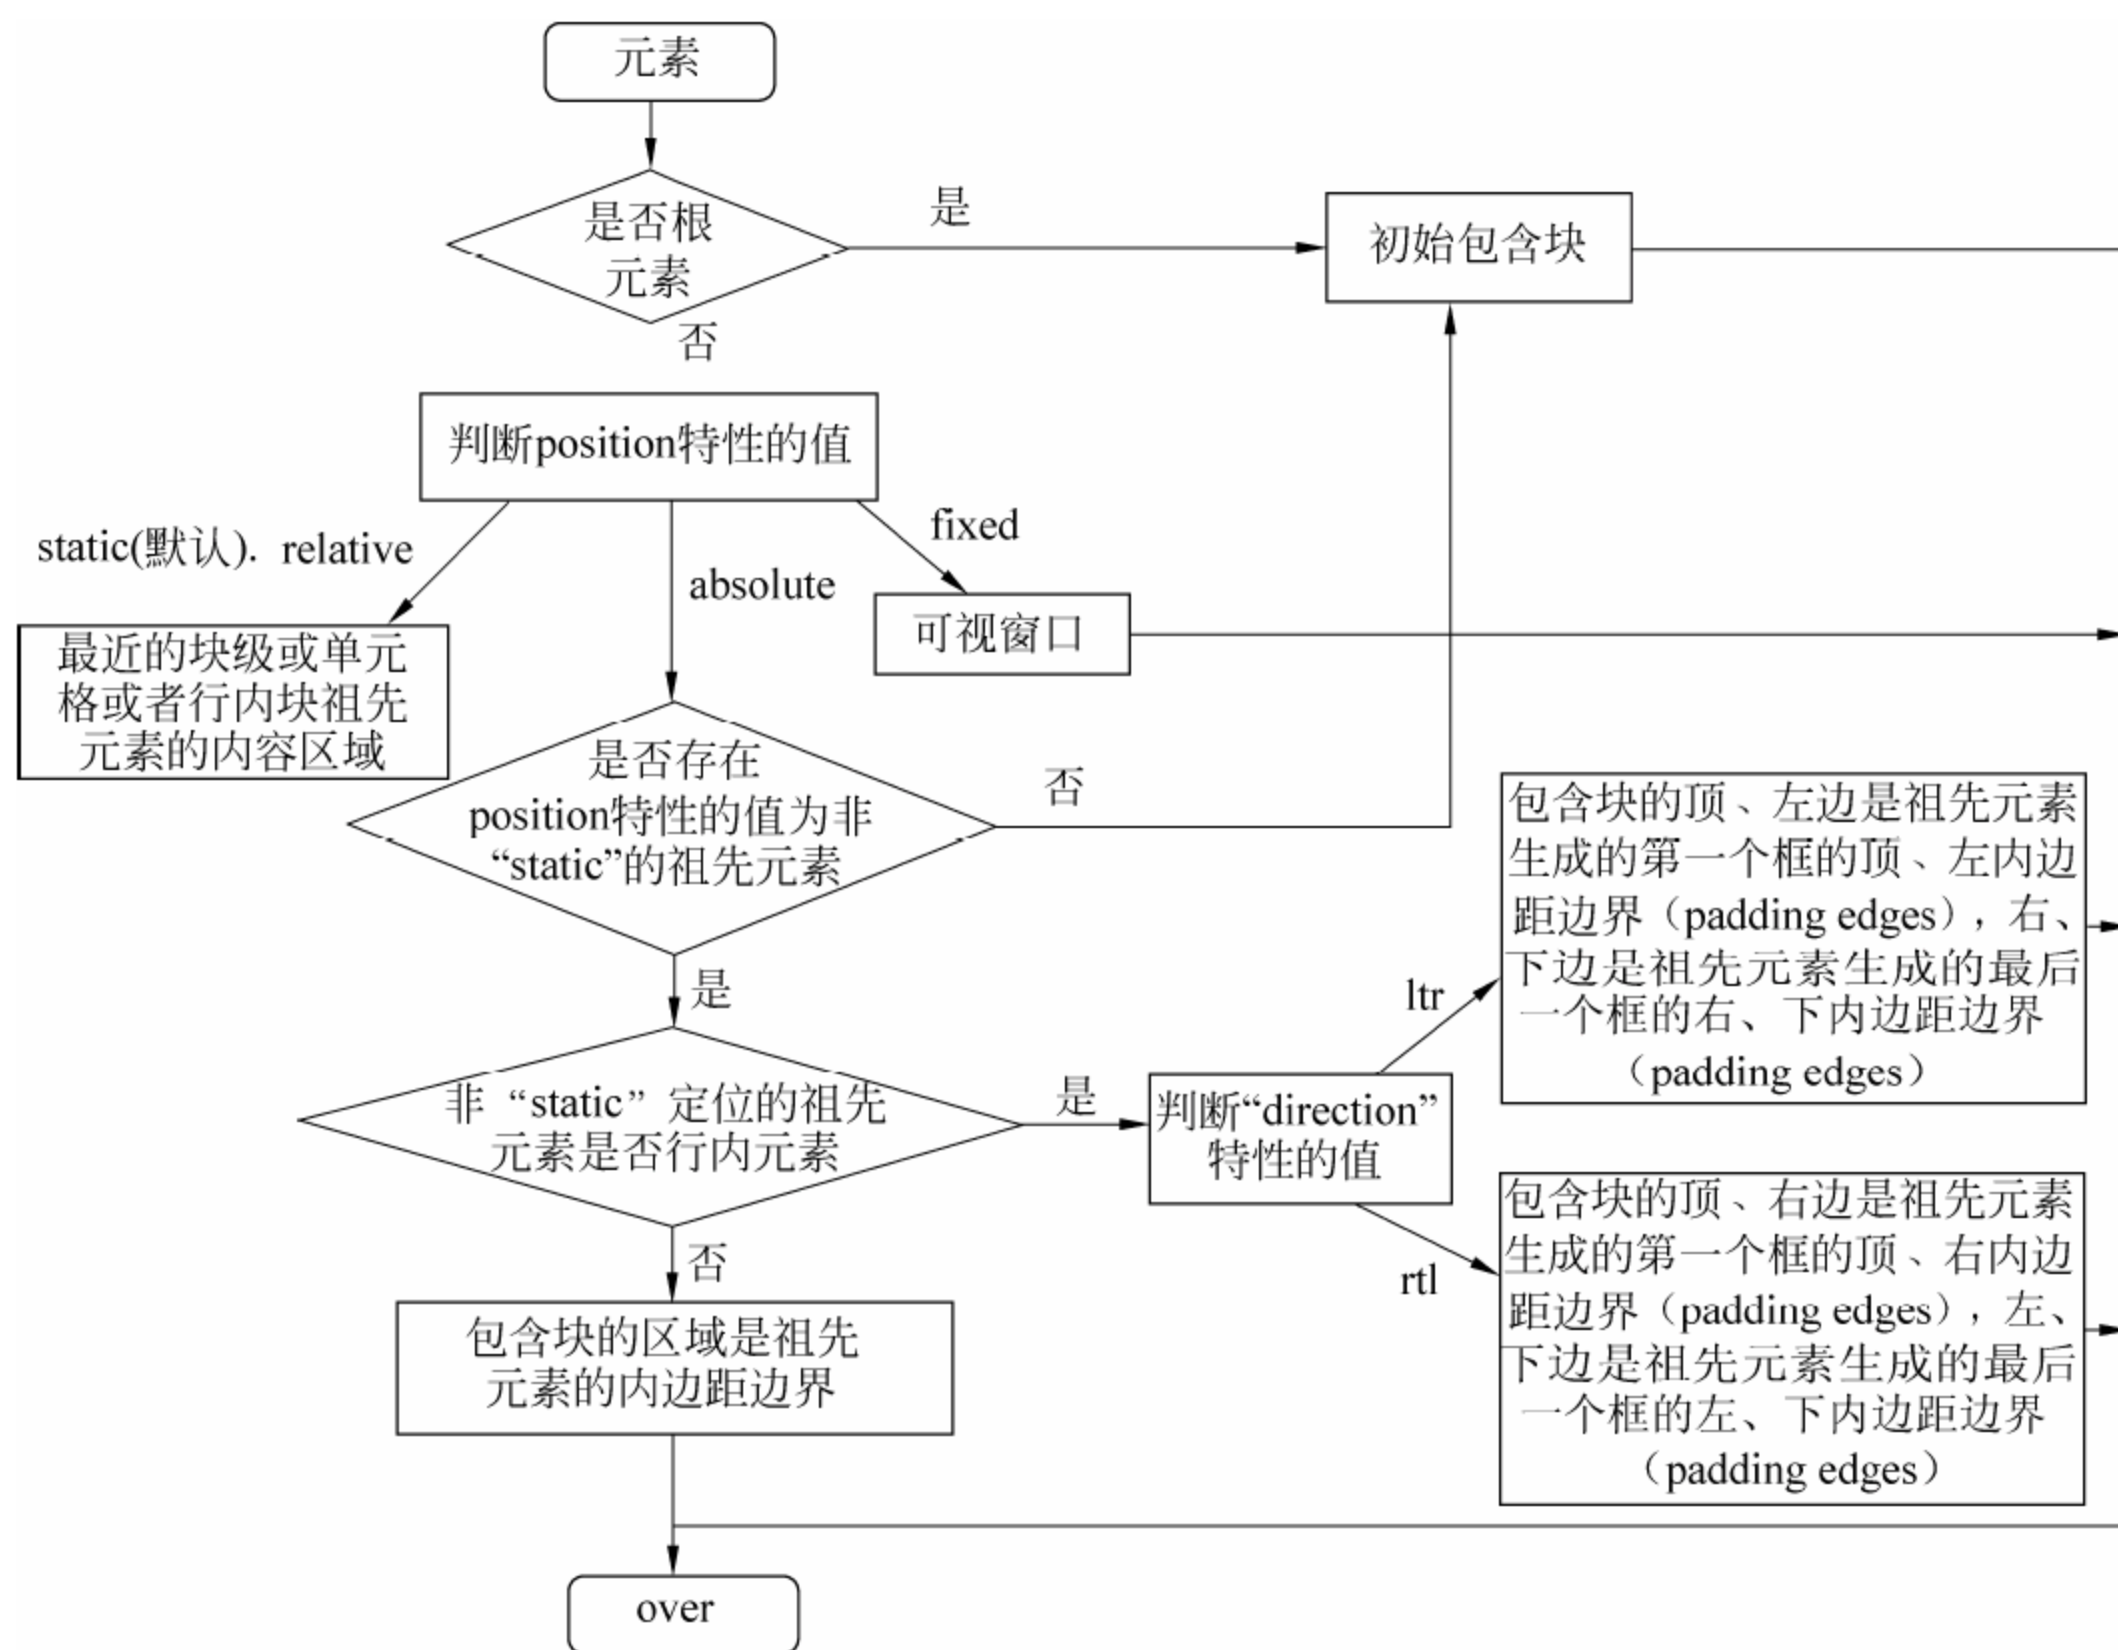 元素
是否根
元素
是
初始包含块
否
判断position特性的值
static(默认). relative
absolute
fixed
可视窗口
最近的块级或单元
格或者行内块祖先
元素的内容区域
是否存在
position特性的值为非
“static”的祖先元素
否
是
非“static”定位的祖先
元素是否行内元素
是
判断“direction”
特性的值
ltr
包含块的顶、左边是祖先元素
生成的第一个框的顶、左内边
距边界（padding edges），右、
下边是祖先元素生成的最后
一个框的右、下内边距边界
（padding edges）
rtl
包含块的顶、右边是祖先元素
生成的第一个框的顶、右内边
距边界（padding edges），左、
下边是祖先元素生成的最后
一个框的左、下内边距边界
（padding edges）
否
包含块的区域是祖先
元素的内边距边界
over